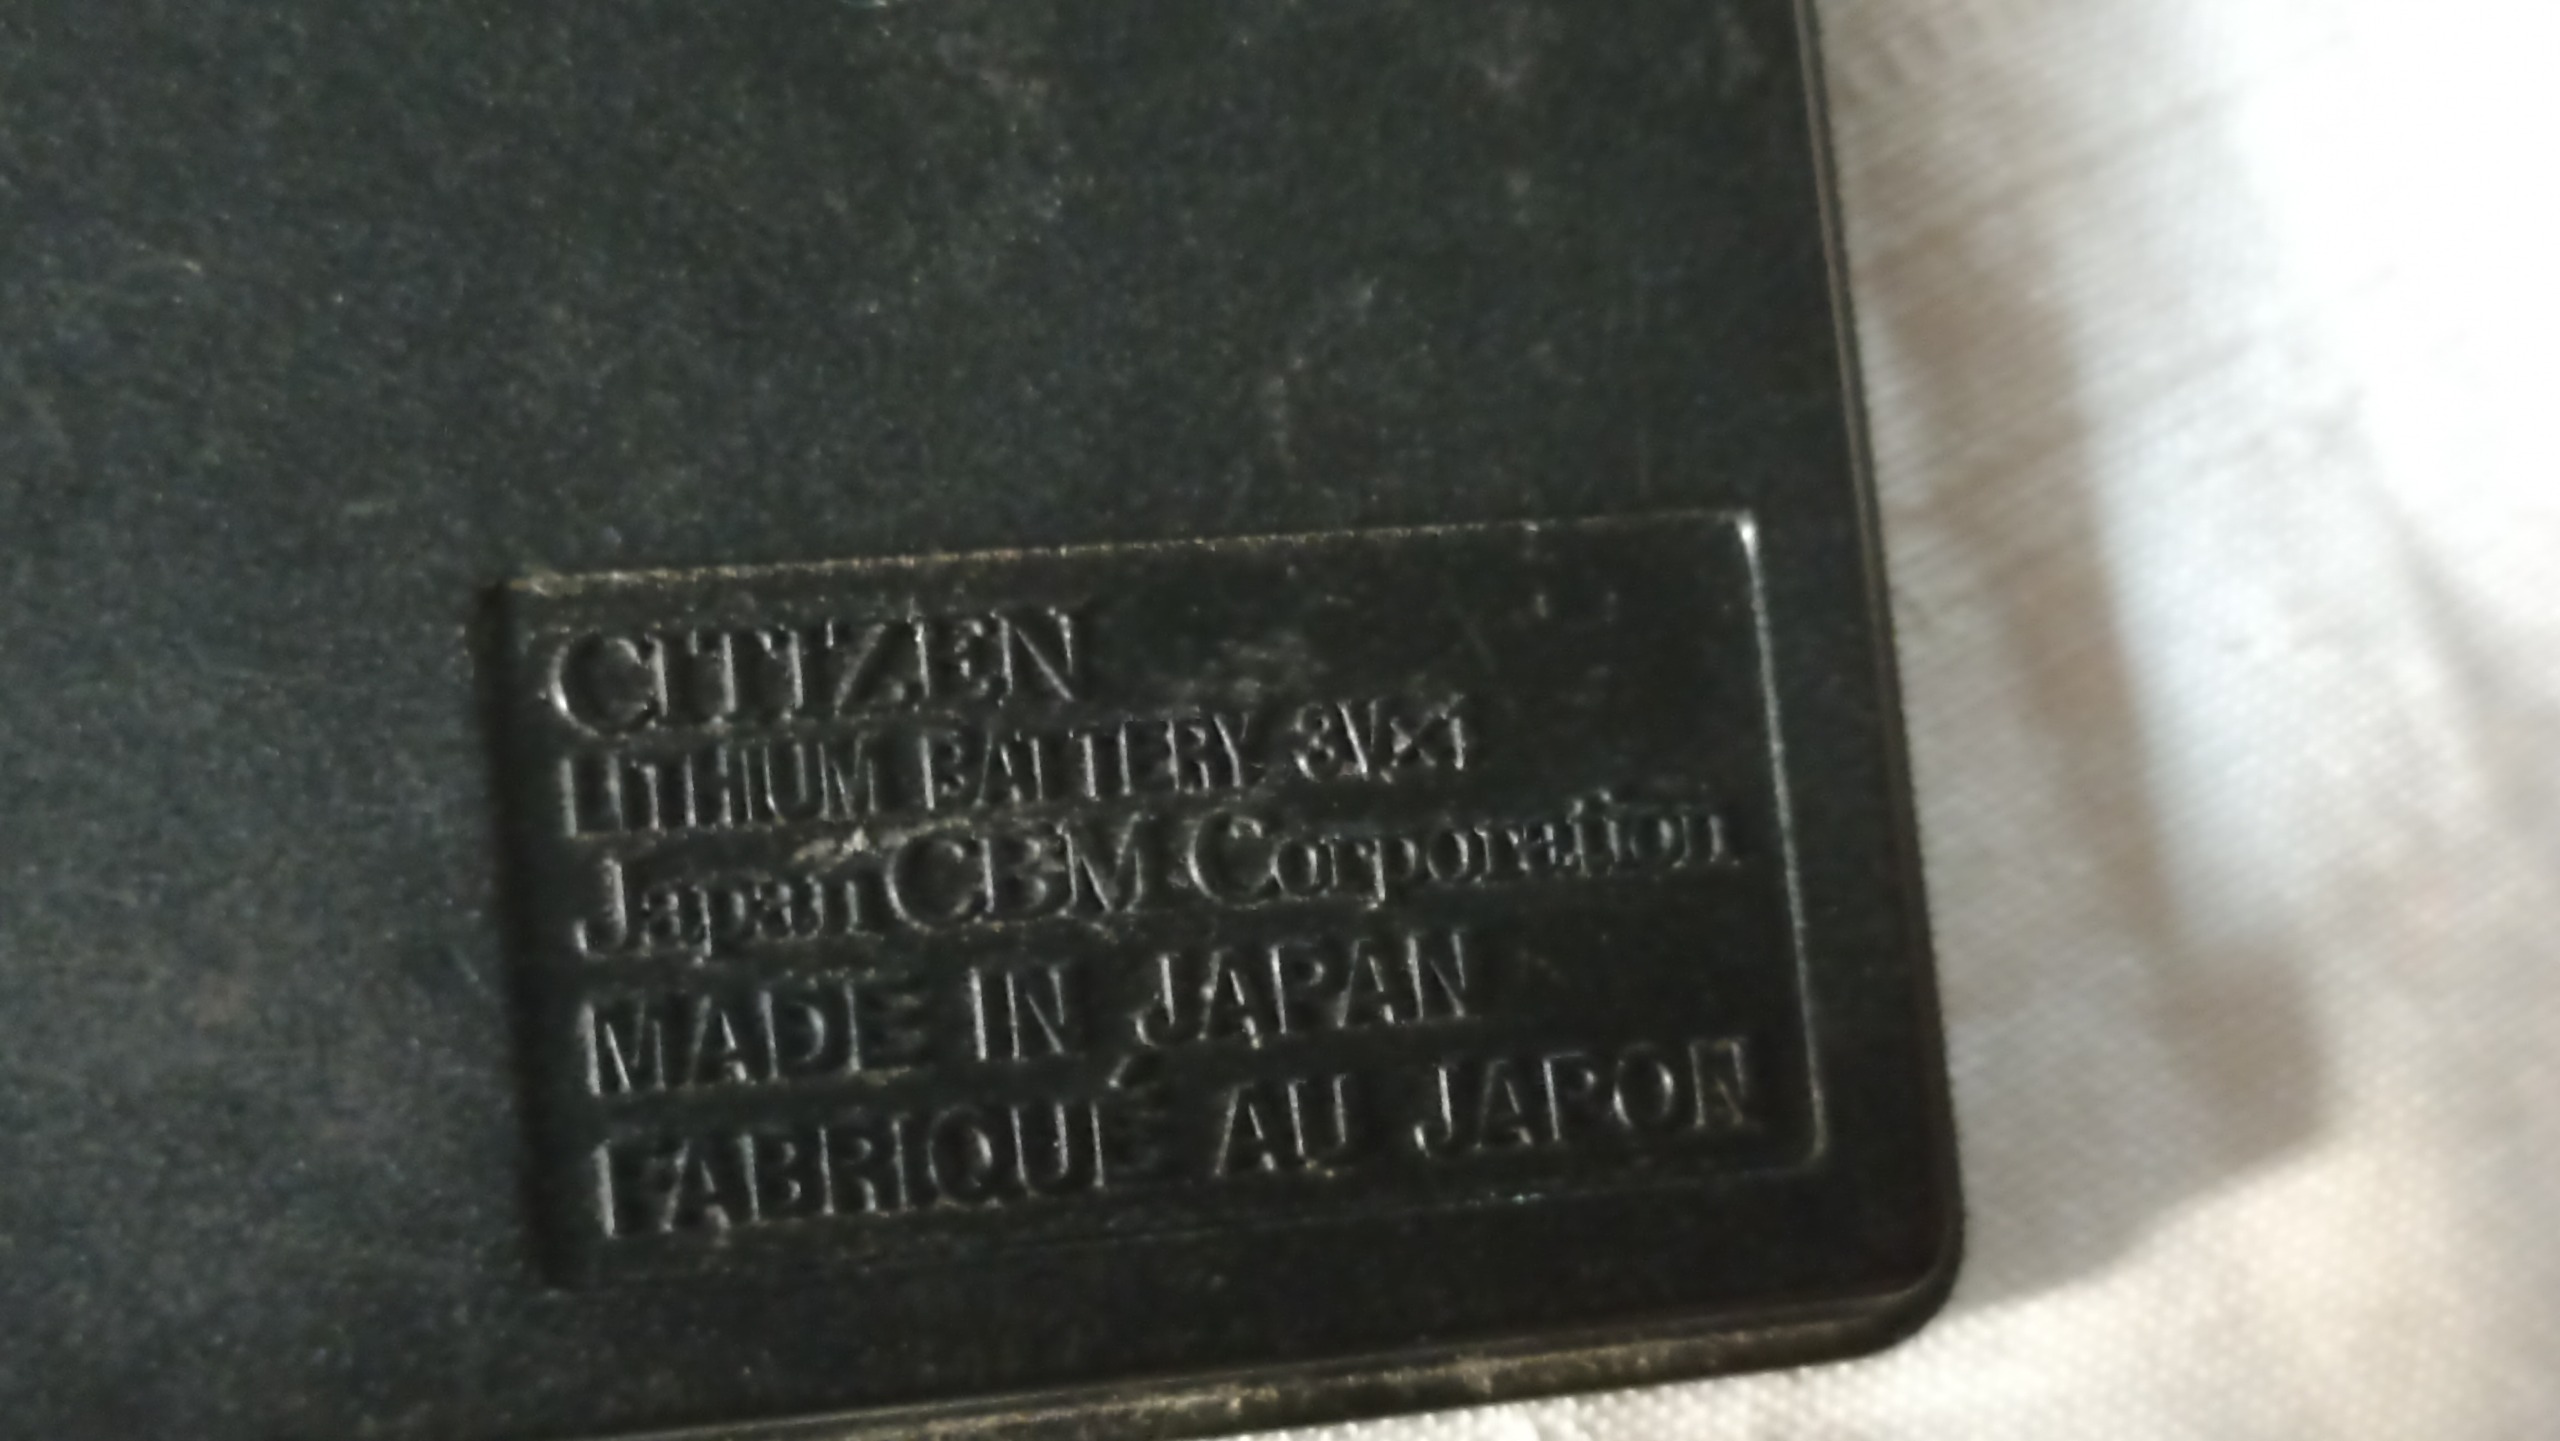 CITIZEN
LITHIUM BATTERY 3V×1
Japan CBM Corporation
MADE IN JAPAN
FABRIQUÉ AU JAPON